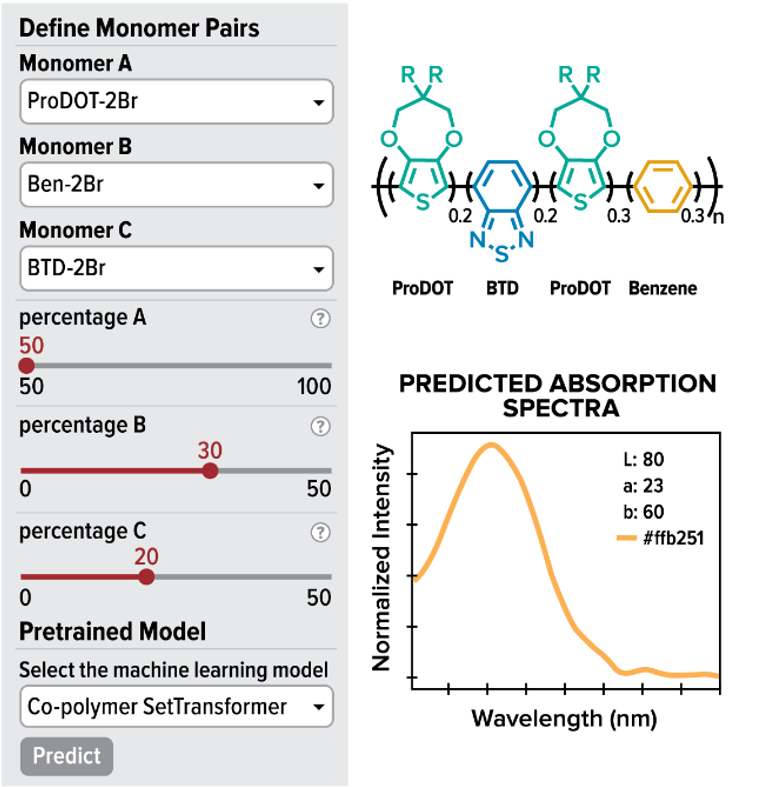 Define Monomer Pairs
Monomer A
ProDOT-2Br
Monomer B
Ben-2Br
Monomer C
BTD-2Br
percentage A ?
50
50 100
percentage B ?
30
0 50
percentage C ?
20
0 50
Pretrained Model
Select the machine learning model
Co-polymer SetTransformer
Predict
R R R R
O O O O
S 0.2 0.2 S 0.3 0.3 n
N S N
ProDOT BTD ProDOT Benzene
PREDICTED ABSORPTION
SPECTRA
Normalized Intensity
L: 80
a: 23
b: 60
#ffb251
Wavelength (nm)